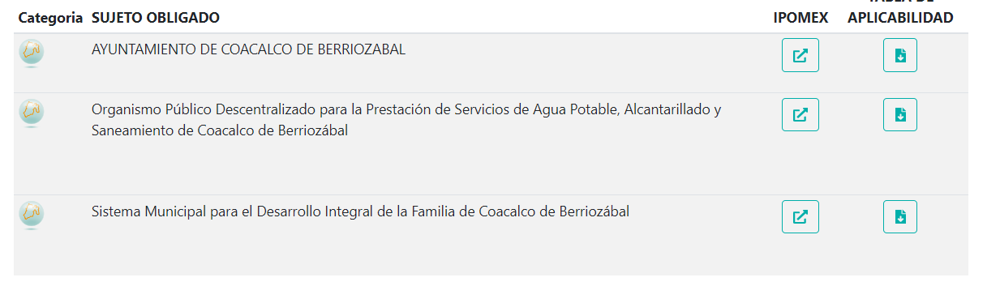 TABLA DE
Categoria SUJETO OBLIGADO IPOMEX APLICABILIDAD
AYUNTAMIENTO DE COACALCO DE BERRIOZABAL
Organismo Público Descentralizado para la Prestación de Servicios de Agua Potable, Alcantarillado y
Saneamiento de Coacalco de Berriozábal
Sistema Municipal para el Desarrollo Integral de la Familia de Coacalco de Berriozábal